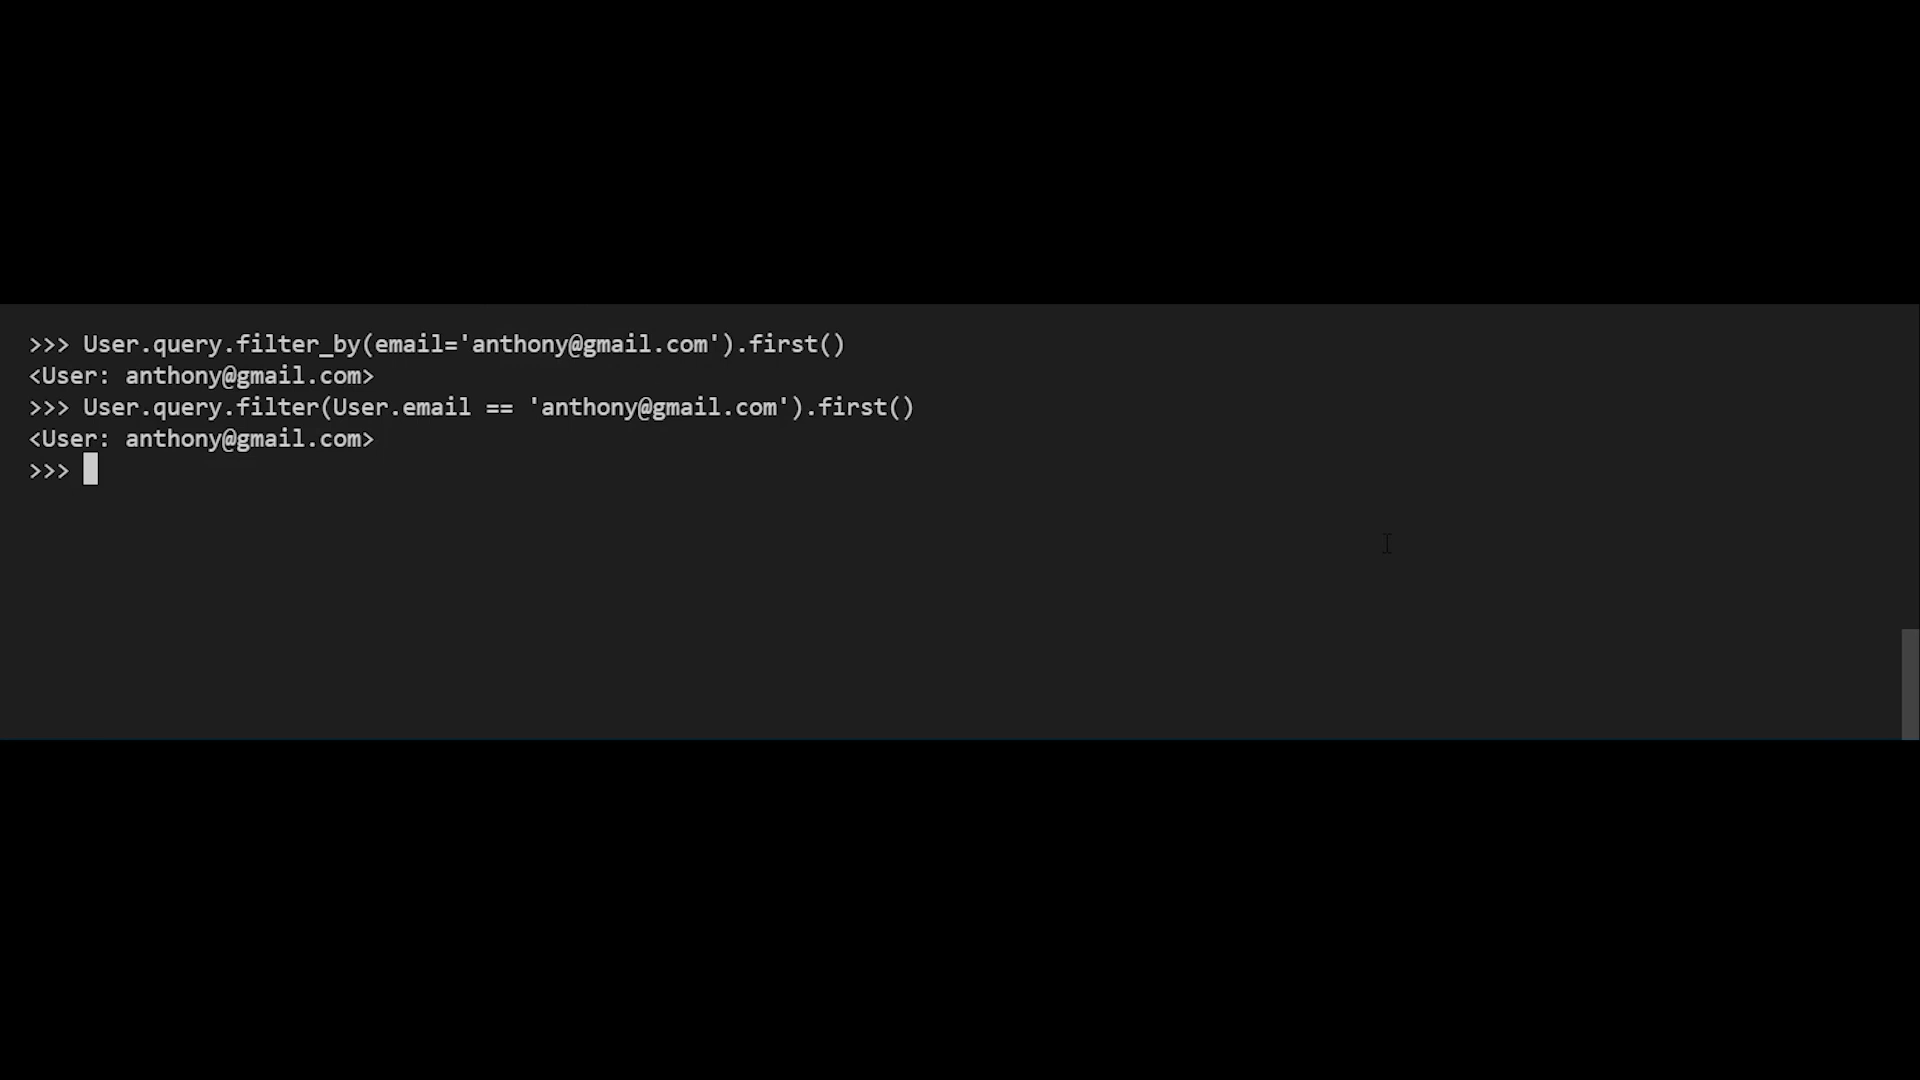 >>> User.query.filter_by(email='anthony@gmail.com').first()
<User: anthony@gmail.com>
>>> User.query.filter(User.email == 'anthony@gmail.com').first()
<User: anthony@gmail.com>
>>>